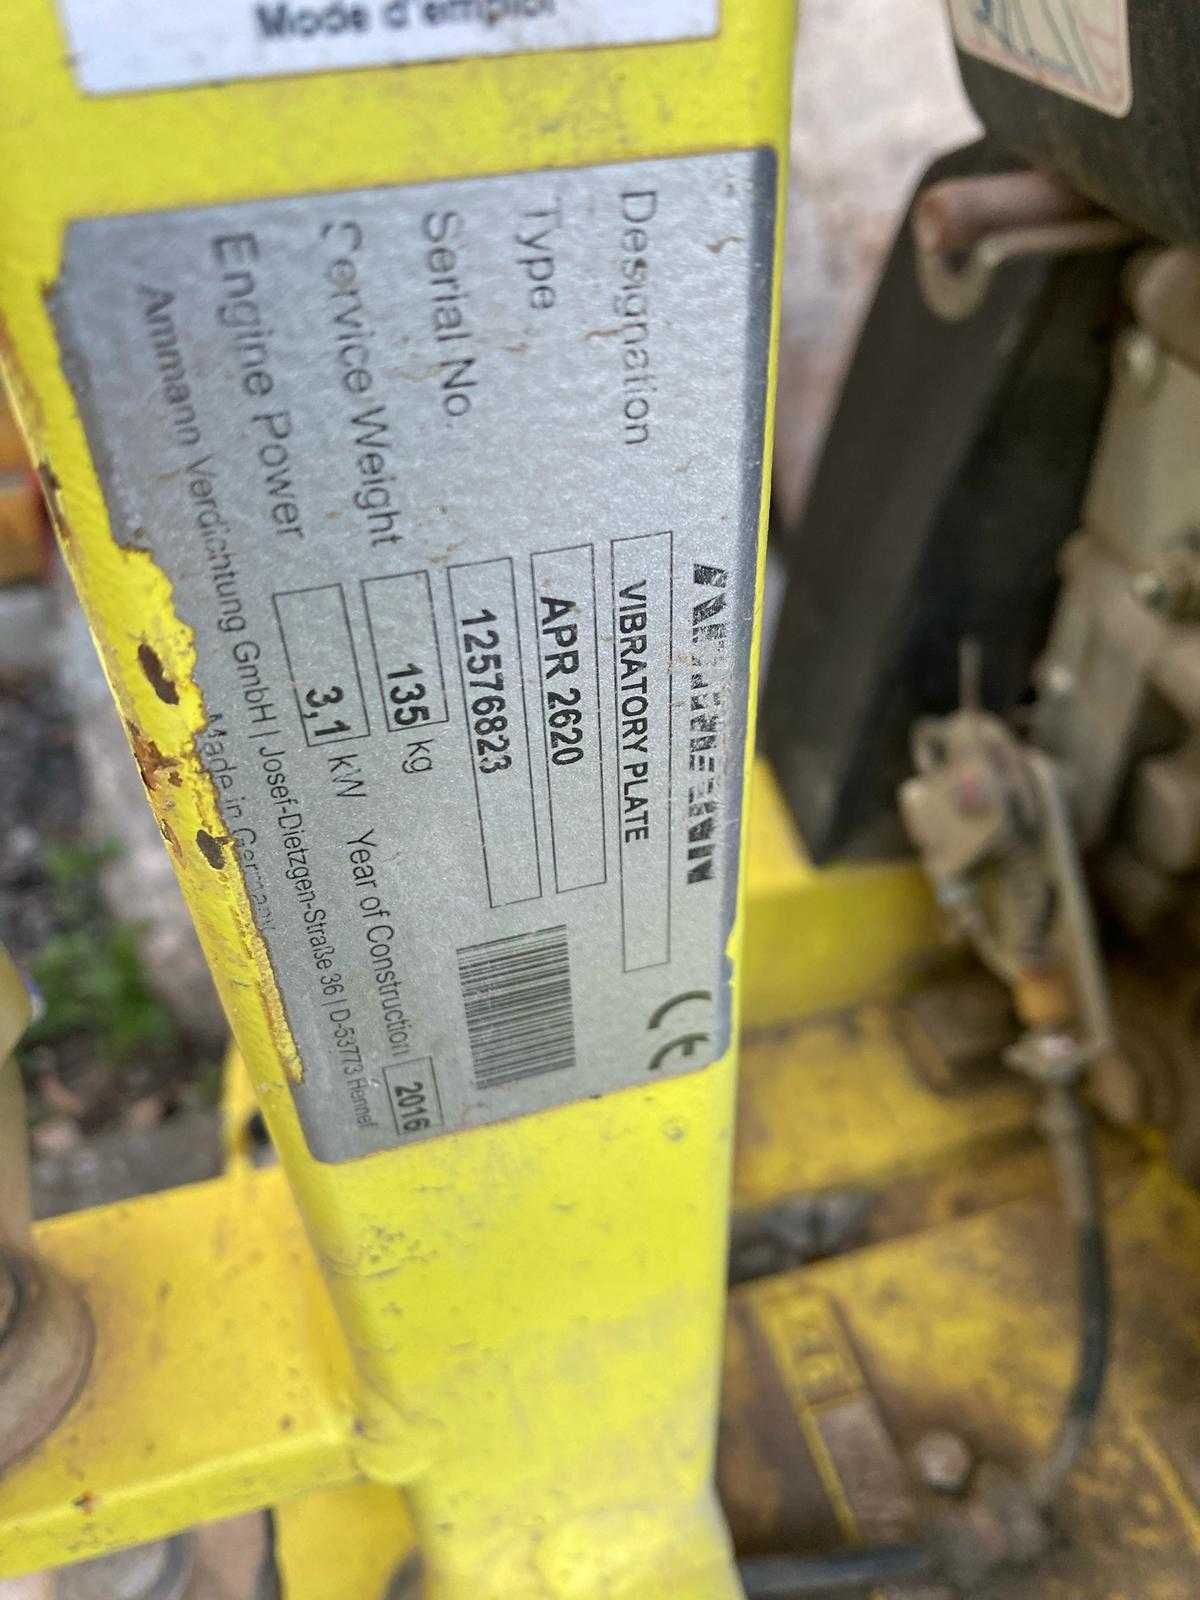 Mode d'emploi
AMMANN
Designation VIBRATORY PLATE
Type APR 2620
Serial No. 12576823
Service Weight 135 kg
Engine Power 3,1 kW Year of Construction 2016
Ammann Verdichtung GmbH | Josef-Dietzgen-Straße 36 | D-53773 Hennef
Made in Germany
CE